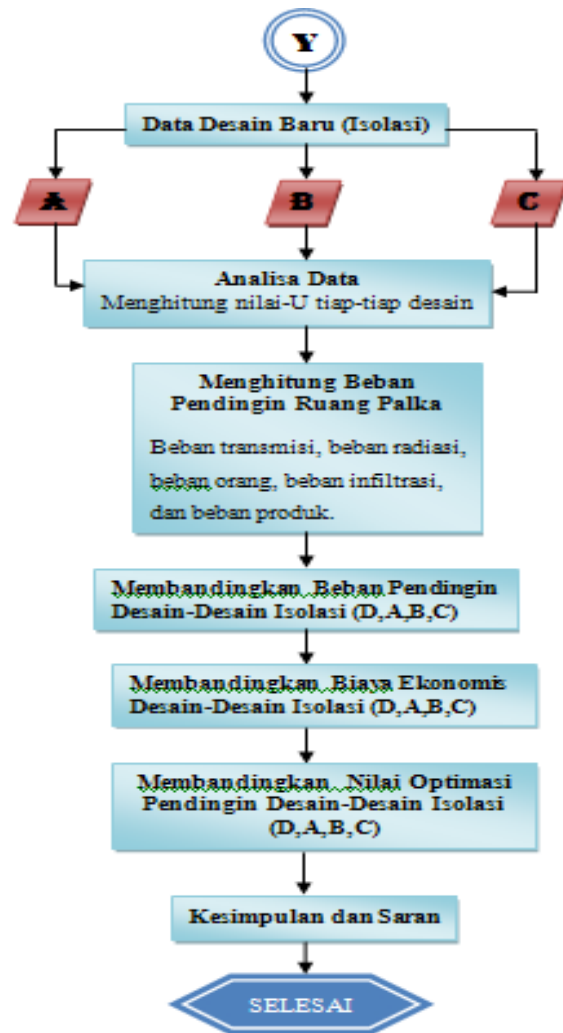 Y
Data Desain Baru (Isolasi)
A
B
C
Analisa Data
Menghitung nilai-U tiap-tiap desain
Menghitung Beban
Pendingin Ruang Palka
Beban transmisi, beban radiasi,
beban orang, beban infiltrasi,
dan beban produk.
Membandingkan Beban Pendingin
Desain-Desain Isolasi (D,A,B,C)
Membandingkan Biaya Ekonomis
Desain-Desain Isolasi (D,A,B,C)
Membandingkan Nilai Optimasi
Pendingin Desain-Desain Isolasi
(D,A,B,C)
Kesimpulan dan Saran
SELESAI